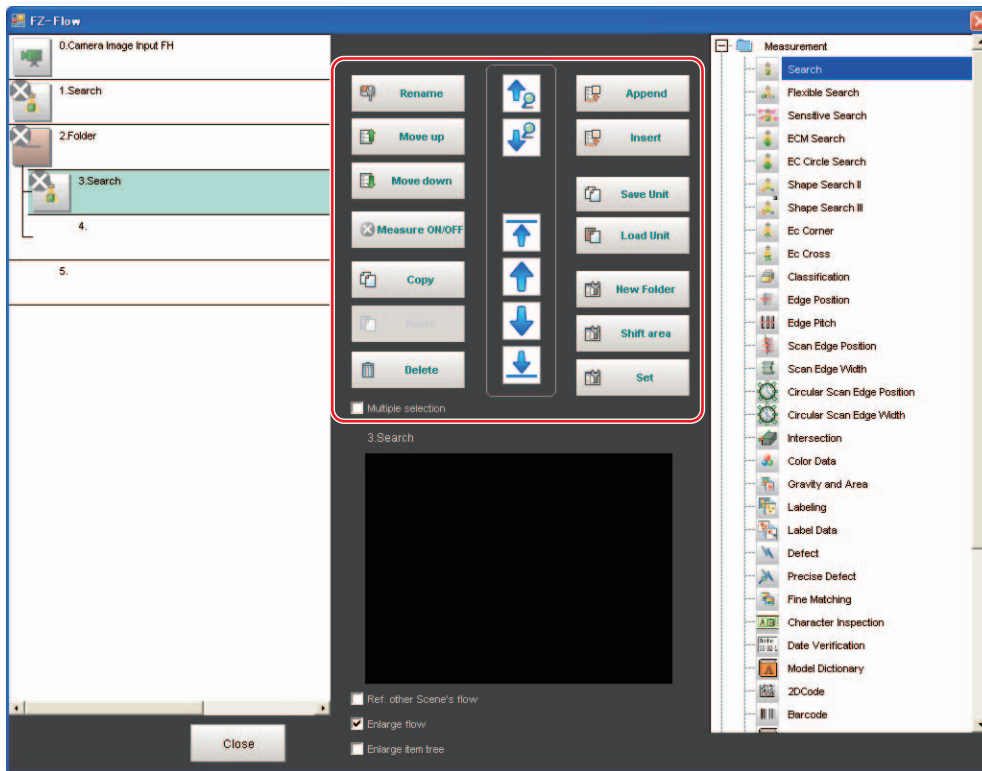 FZ-Flow
0.Camera Image Input FH
1.Search
2.Folder
3.Search
4.
5.
Close
Rename
Move up
Move down
Measure ON/OFF
Copy
Paste
Delete
Multiple selection
Append
Insert
Save Unit
Load Unit
New Folder
Shift area
Set
3.Search
Ref. other Scene's flow
Enlarge flow
Enlarge item tree
Measurement
Search
Flexible Search
Sensitive Search
ECM Search
EC Circle Search
Shape Search II
Shape Search III
Ec Corner
Ec Cross
Classification
Edge Position
Edge Pitch
Scan Edge Position
Scan Edge Width
Circular Scan Edge Position
Circular Scan Edge Width
Intersection
Color Data
Gravity and Area
Labeling
Label Data
Defect
Precise Defect
Fine Matching
Character Inspection
Date Verification
Model Dictionary
2DCode
Barcode